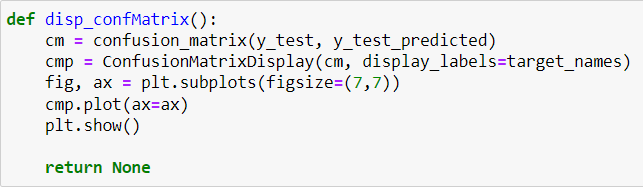 def disp_confMatrix():
    cm = confusion_matrix(y_test, y_test_predicted)
    cmp = ConfusionMatrixDisplay(cm, display_labels=target_names)
    fig, ax = plt.subplots(figsize=(7,7))
    cmp.plot(ax=ax)
    plt.show()

    return None